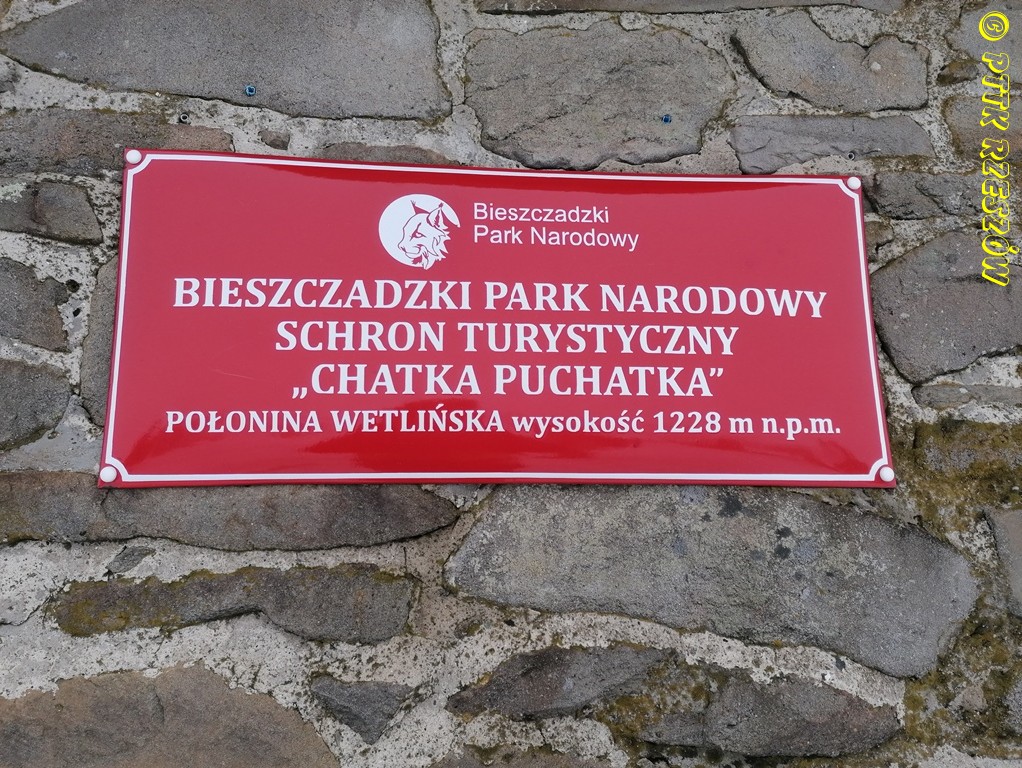 Bieszczadzki
Park Narodowy
BIESZCZADZKI PARK NARODOWY
SCHRON TURYSTYCZNY
„CHATKA PUCHATKA”
POŁONINA WETLIŃSKA wysokość 1228 m n.p.m.
© PTTK RZESZÓW